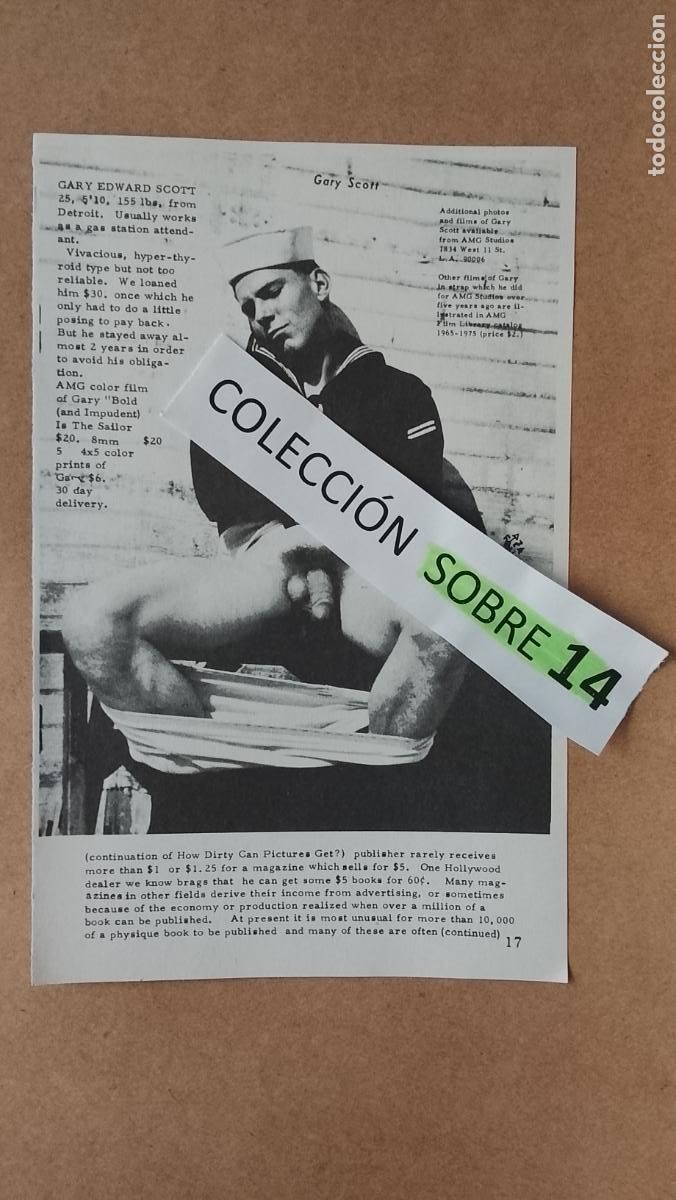 todocoleccion
Gary Scott
GARY EDWARD SCOTT
25, 5'10, 155 lbs, from
Detroit. Usually works
as a gas station attend-
ant.
Vivacious, hyper-thy-
roid type but not too
reliable. We loaned
him $30. once which he
only had to do a little
posing to pay back.
But he stayed away al-
most 2 years in order
to avoid his obliga-
tion.
AMG color film
of Gary "Bold
(and Impudent)
Is The Sailor
$20. 8mm $20
5 4x5 color
prints of
Gary $6.
30 day
delivery.
Additional photos
and films of Gary
Scott available
from AMG Studios
1834 West 11 St.
L.A. 90006
Other films of Gary
in strap which he did
for AMG Studios over
five years ago are il-
lustrated in AMG
Film Library catalog
1965-1975 (price $2.)
COLECCIÓN SOBRE 14
(continuation of How Dirty Can Pictures Get?) publisher rarely receives
more than $1 or $1.25 for a magazine which sells for $5. One Hollywood
dealer we know brags that he can get some $5 books for 60¢. Many mag-
azines in other fields derive their income from advertising, or sometimes
because of the economy or production realized when over a million of a
book can be published. At present it is most unusual for more than 10,000
of a physique book to be published and many of these are often (continued)
17